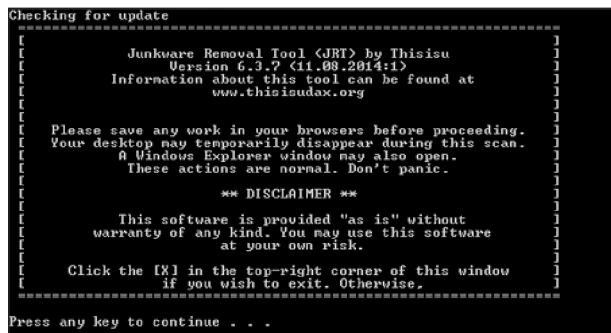 Checking for update
================================================================
[ ]
[ Junkware Removal Tool (JRT) by Thisisu ]
[ Version 6.3.7 (11.08.2014:1) ]
[ Information about this tool can be found at ]
[ www.thisisudax.org ]
[ ]
[ ]
[ Please save any work in your browsers before proceeding. ]
[ Your desktop may temporarily disappear during this scan. ]
[ A Windows Explorer window may also open. ]
[ These actions are normal. Don't panic. ]
[ ]
[ ** DISCLAIMER ** ]
[ ]
[ This software is provided "as is" without ]
[ warranty of any kind. You may use this software ]
[ at your own risk. ]
[ ]
[ Click the [X] in the top-right corner of this window ]
[ if you wish to exit. Otherwise, ]
================================================================
Press any key to continue . . .